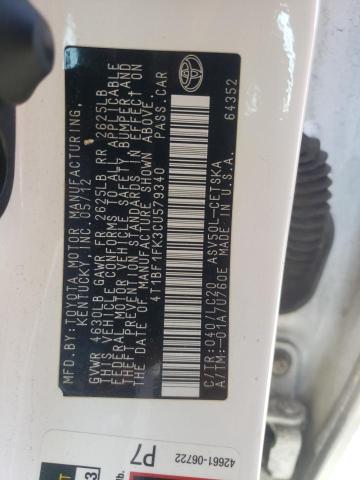 MFD. BY: TOYOTA MOTOR MANUFACTURING,
KENTUCKY, INC. 05/12
GVWR 4630LB GAWR FR 2625LB RR 2625LB
THIS VEHICLE CONFORMS TO ALL APPLICABLE
FEDERAL MOTOR VEHICLE SAFETY, BUMPER, AND
THEFT PREVENTION STANDARDS IN EFFECT ON
THE DATE OF MANUFACTURE SHOWN ABOVE.
4T1BF1FK3CU579340 PASS.CAR
64352
C/TR: 040/LC20 ASV50L-CETSKA
A/TM: -01A/U760E MADE IN U.S.A.
42661-06722
P7